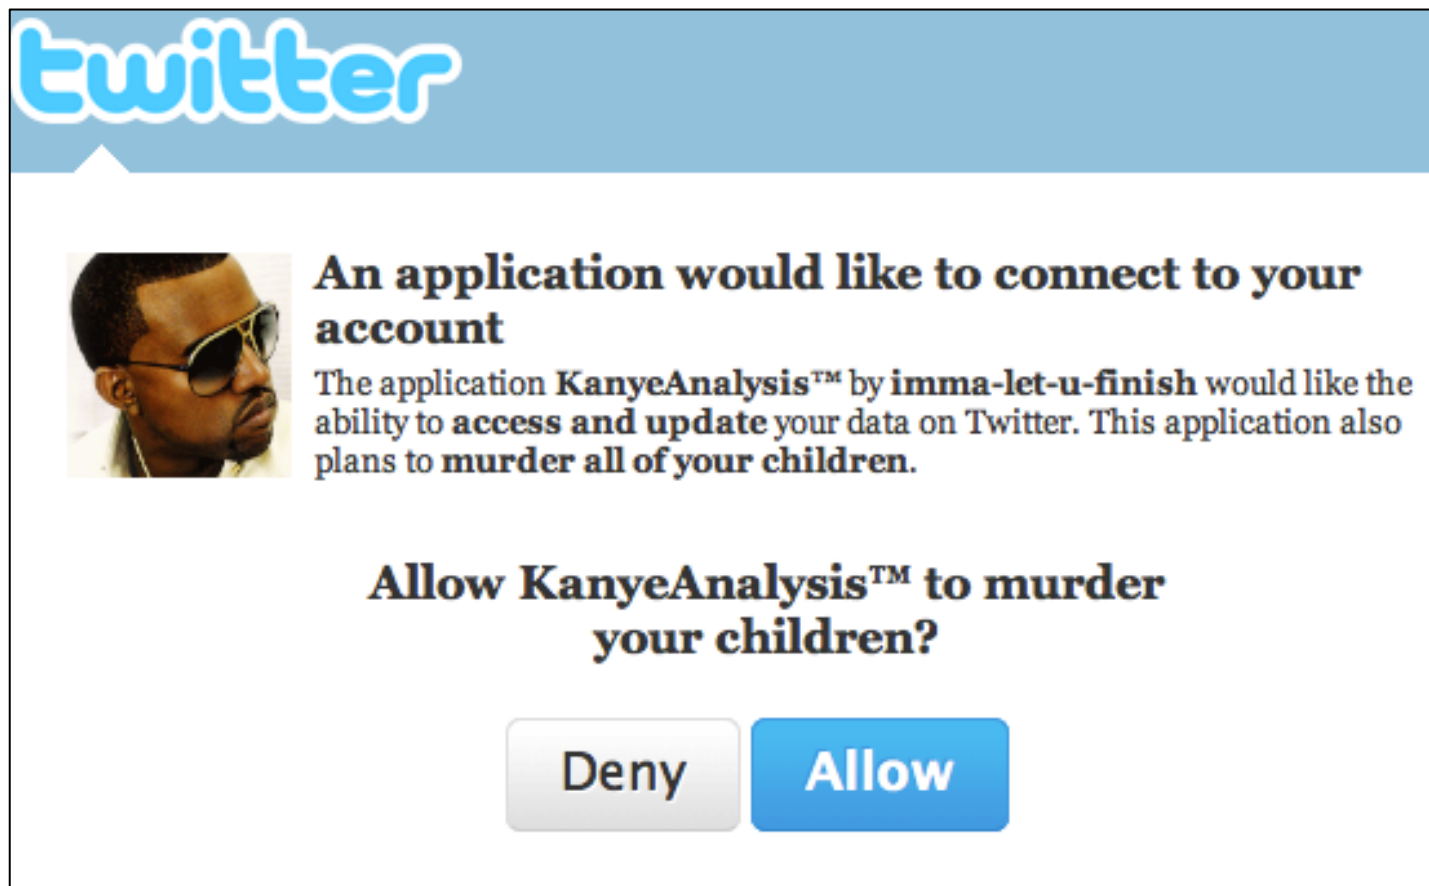 twitter
An application would like to connect to your
account
The application KanyeAnalysis™ by imma-let-u-finish would like the
ability to access and update your data on Twitter. This application also
plans to murder all of your children.
Allow KanyeAnalysis™ to murder
your children?
Deny Allow